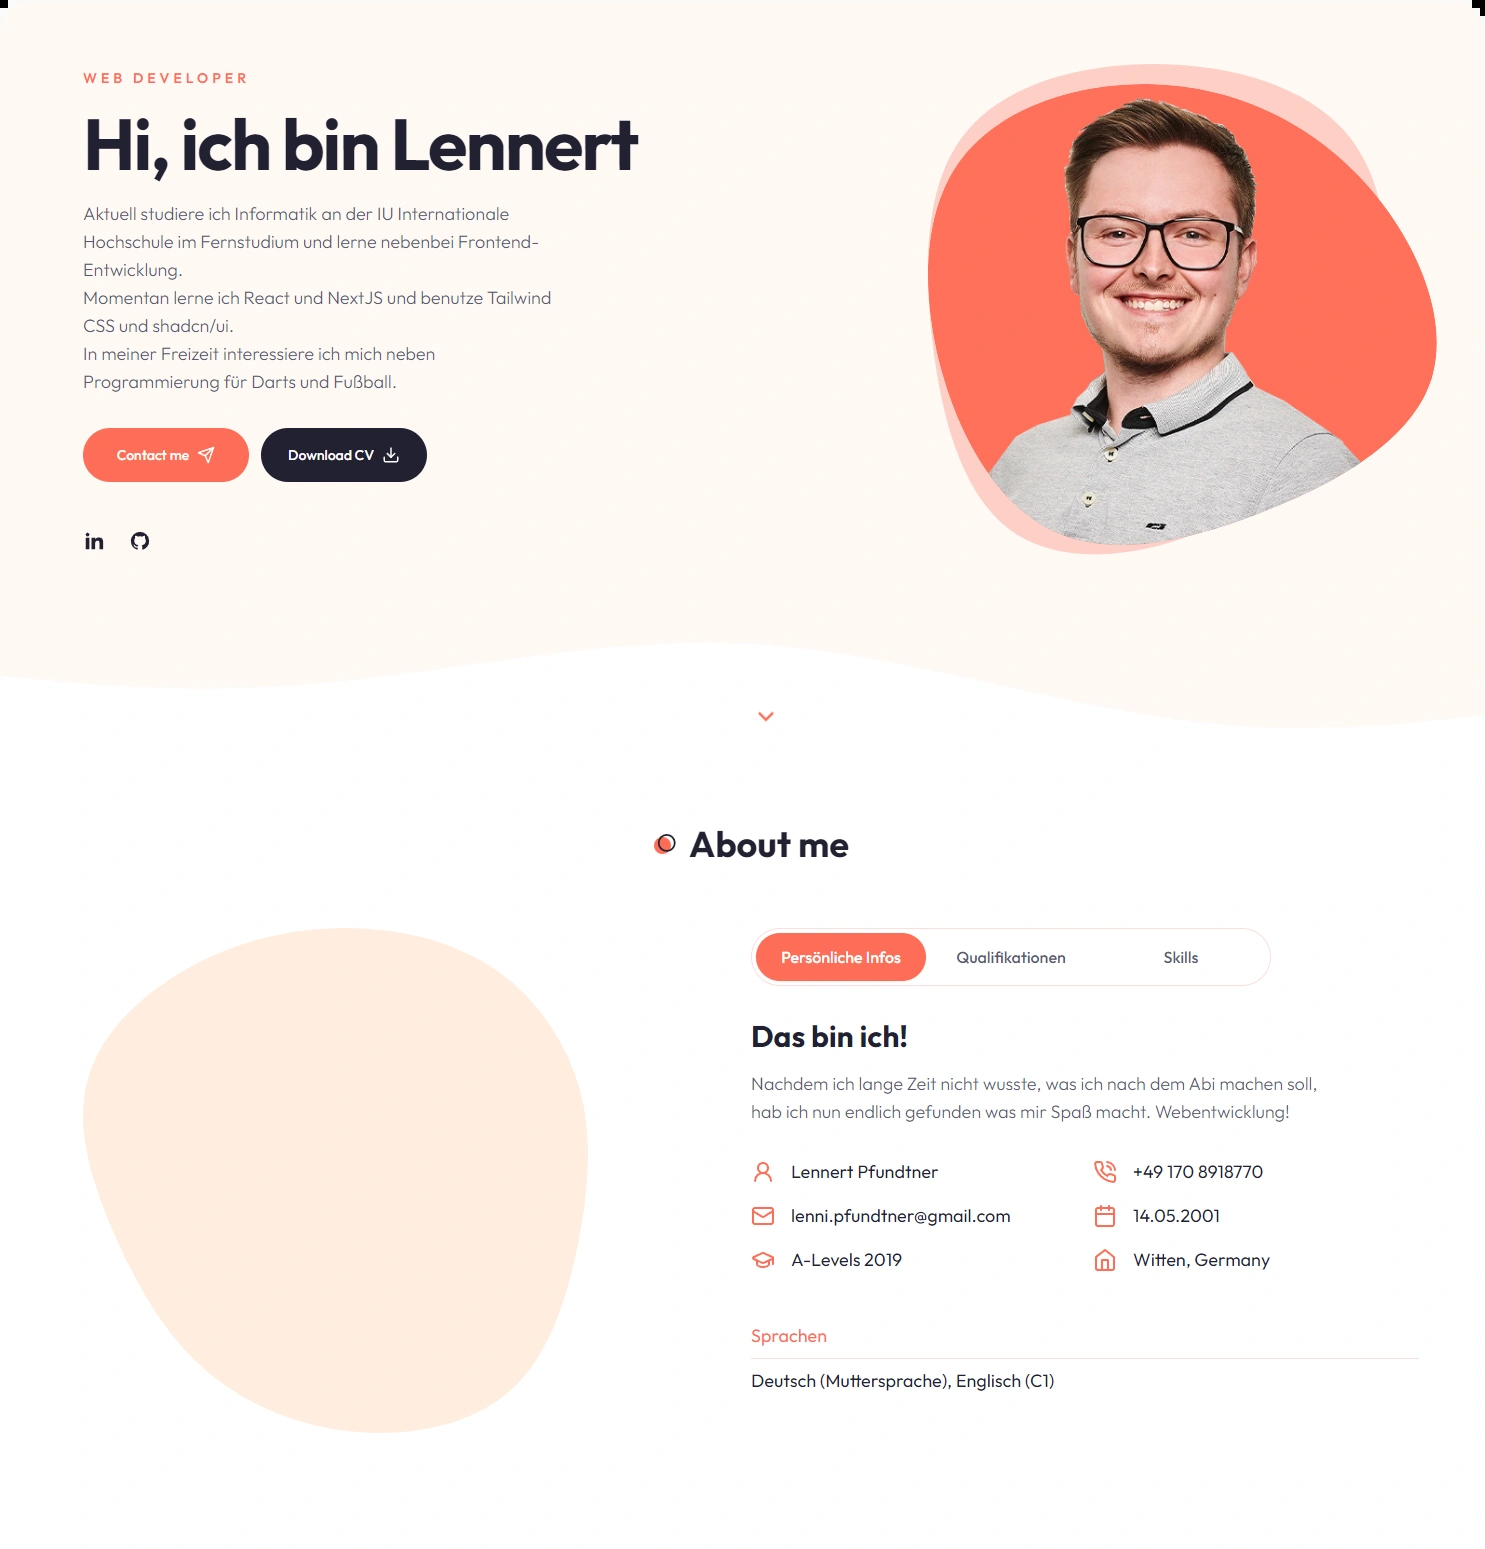 WEB DEVELOPER
Hi, ich bin Lennert
Aktuell studiere ich Informatik an der IU Internationale
Hochschule im Fernstudium und lerne nebenbei Frontend-
Entwicklung.
Momentan lerne ich React und NextJS und benutze Tailwind
CSS und shadcn/ui.
In meiner Freizeit interessiere ich mich neben
Programmierung für Darts und Fußball.
Contact me
Download CV
in
About me
Persönliche Infos
Qualifikationen
Skills
Das bin ich!
Nachdem ich lange Zeit nicht wusste, was ich nach dem Abi machen soll,
hab ich nun endlich gefunden was mir Spaß macht. Webentwicklung!
Lennert Pfundtner
+49 170 8918770
lenni.pfundtner@gmail.com
14.05.2001
A-Levels 2019
Witten, Germany
Sprachen
Deutsch (Muttersprache), Englisch (C1)